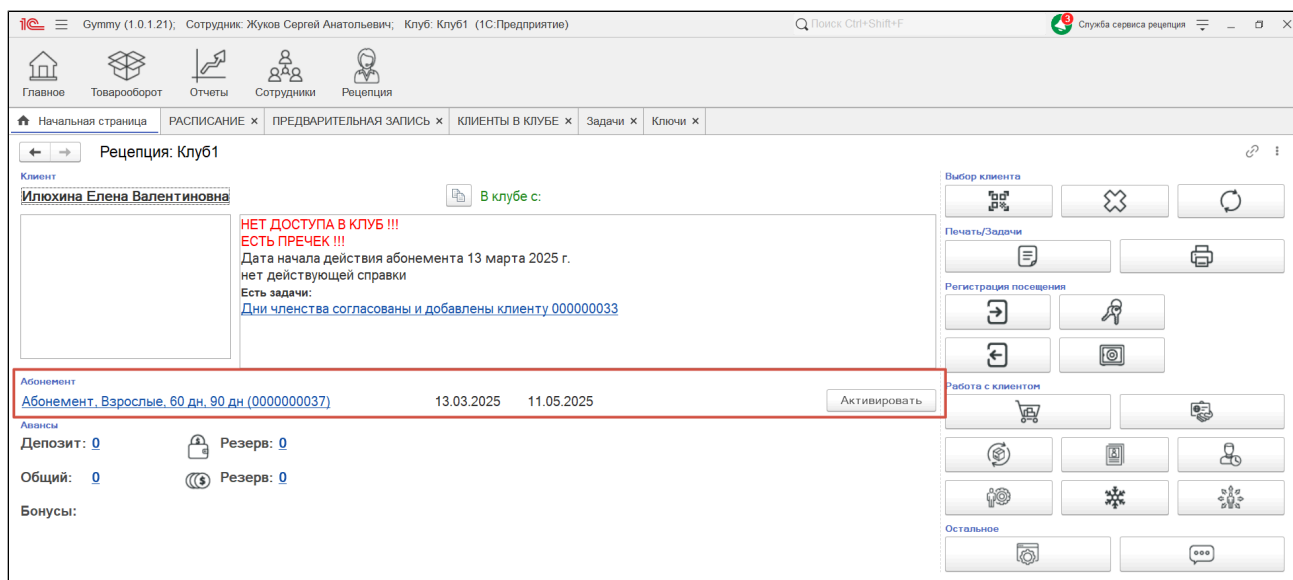 1С Gymmy (1.0.1.21); Сотрудник: Жуков Сергей Анатольевич; Клуб: Клуб1 (1С:Предприятие) Поиск Ctrl+Shift+F 3 Служба сервиса рецепция
Главное Товарооборот Отчеты Сотрудники Рецепция
Начальная страница РАСПИСАНИЕ × ПРЕДВАРИТЕЛЬНАЯ ЗАПИСЬ × КЛИЕНТЫ В КЛУБЕ × Задачи × Ключи ×
Рецепция: Клуб1
Клиент
Илюхина Елена Валентиновна В клубе с:
НЕТ ДОСТУПА В КЛУБ !!!
ЕСТЬ ПРЕЧЕК !!!
Дата начала действия абонемента 13 марта 2025 г.
нет действующей справки
Есть задачи:
Дни членства согласованы и добавлены клиенту 000000033
Абонемент
Абонемент, Взрослые, 60 дн, 90 дн (0000000037) 13.03.2025 11.05.2025 Активировать
Авансы
Депозит: 0 Резерв: 0
Общий: 0 Резерв: 0
Бонусы:
Выбор клиента
Печать/Задачи
Регистрация посещения
Работа с клиентом
Остальное